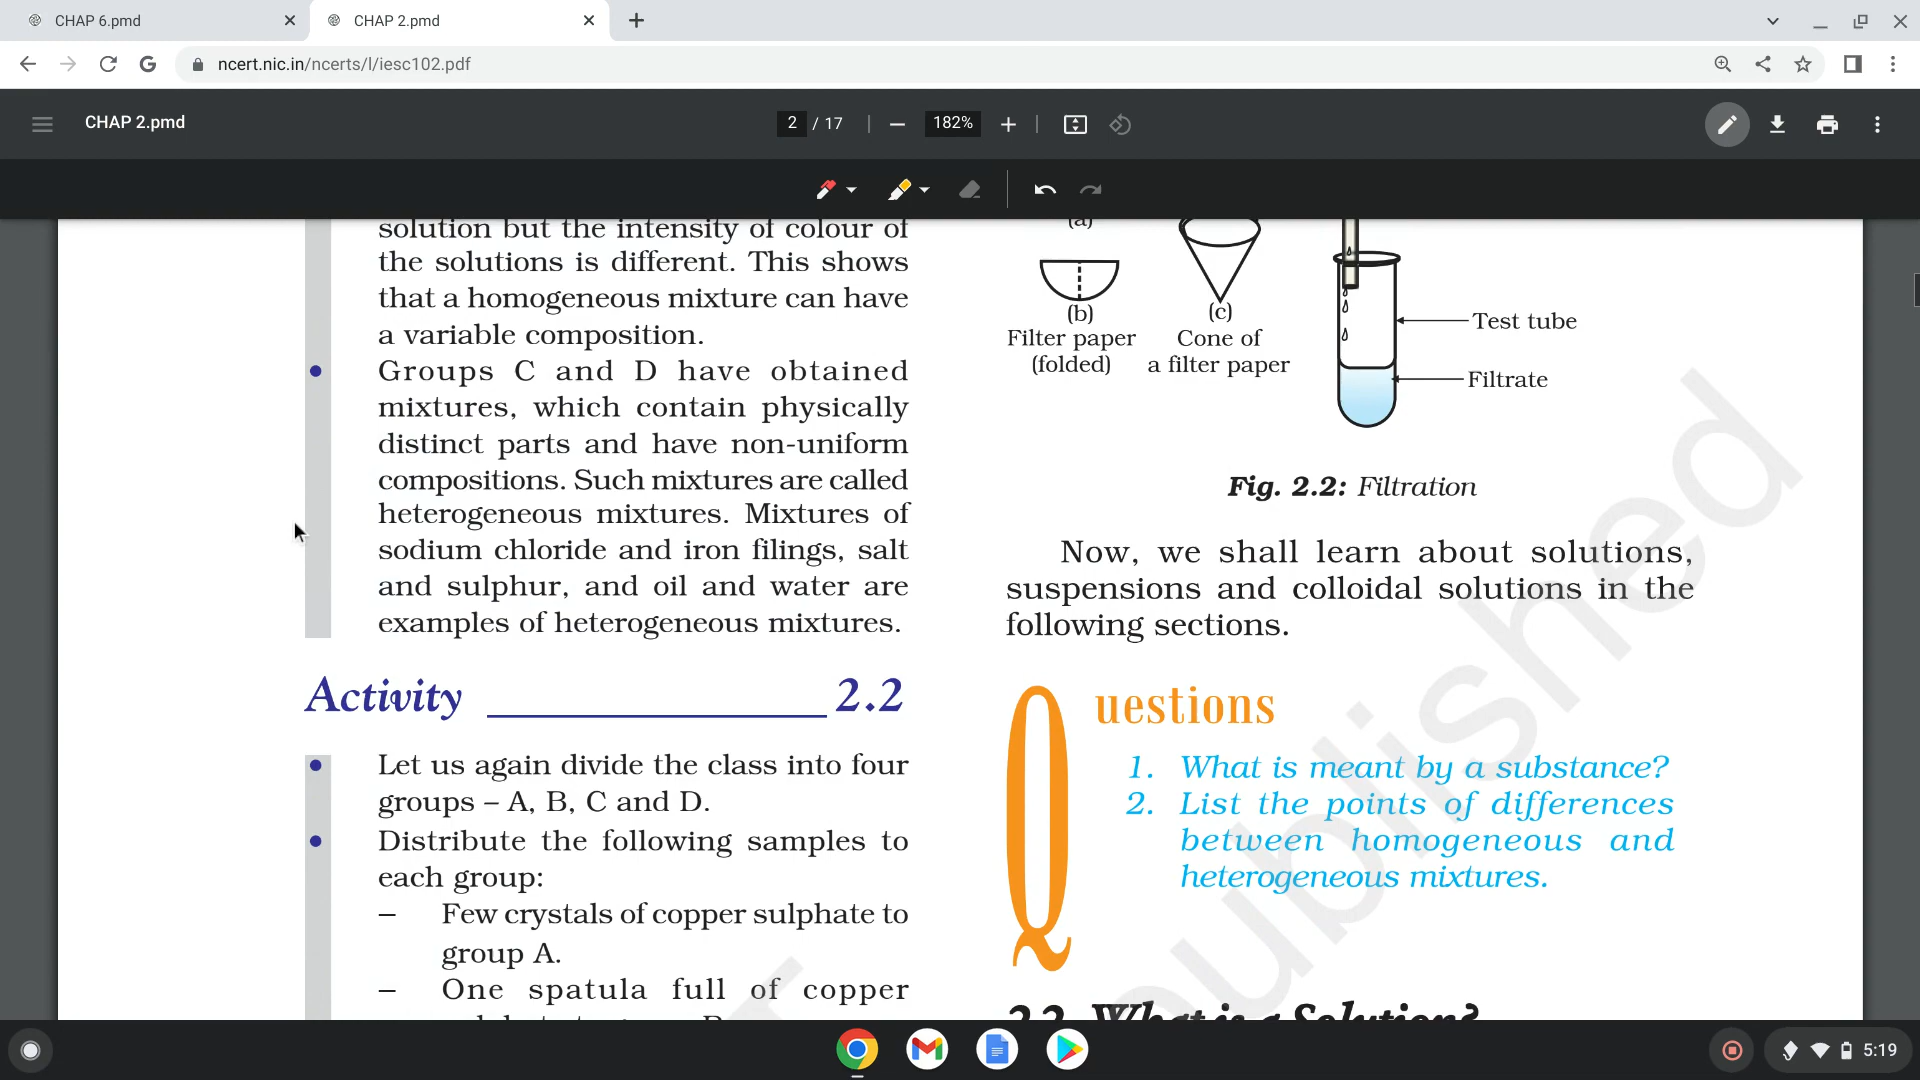 CHAP 6.pmd
CHAP 2.pmd
ncert.nic.in/ncerts/l/iesc102.pdf
CHAP 2.pmd
2 / 17
182%
solution but the intensity of colour of
the solutions is different. This shows
that a homogeneous mixture can have
a variable composition.
• Groups C and D have obtained
mixtures, which contain physically
distinct parts and have non-uniform
compositions. Such mixtures are called
heterogeneous mixtures. Mixtures of
sodium chloride and iron filings, salt
and sulphur, and oil and water are
examples of heterogeneous mixtures.
Activity 2.2
• Let us again divide the class into four
groups – A, B, C and D.
• Distribute the following samples to
each group:
– Few crystals of copper sulphate to
group A.
– One spatula full of copper
(a)
(b)
Filter paper
(folded)
(c)
Cone of
a filter paper
Test tube
Filtrate
Fig. 2.2: Filtration
Now, we shall learn about solutions,
suspensions and colloidal solutions in the
following sections.
Questions
1. What is meant by a substance?
2. List the points of differences
between homogeneous and
heterogeneous mixtures.
2.2 What is a Solution?
ublished
5:19